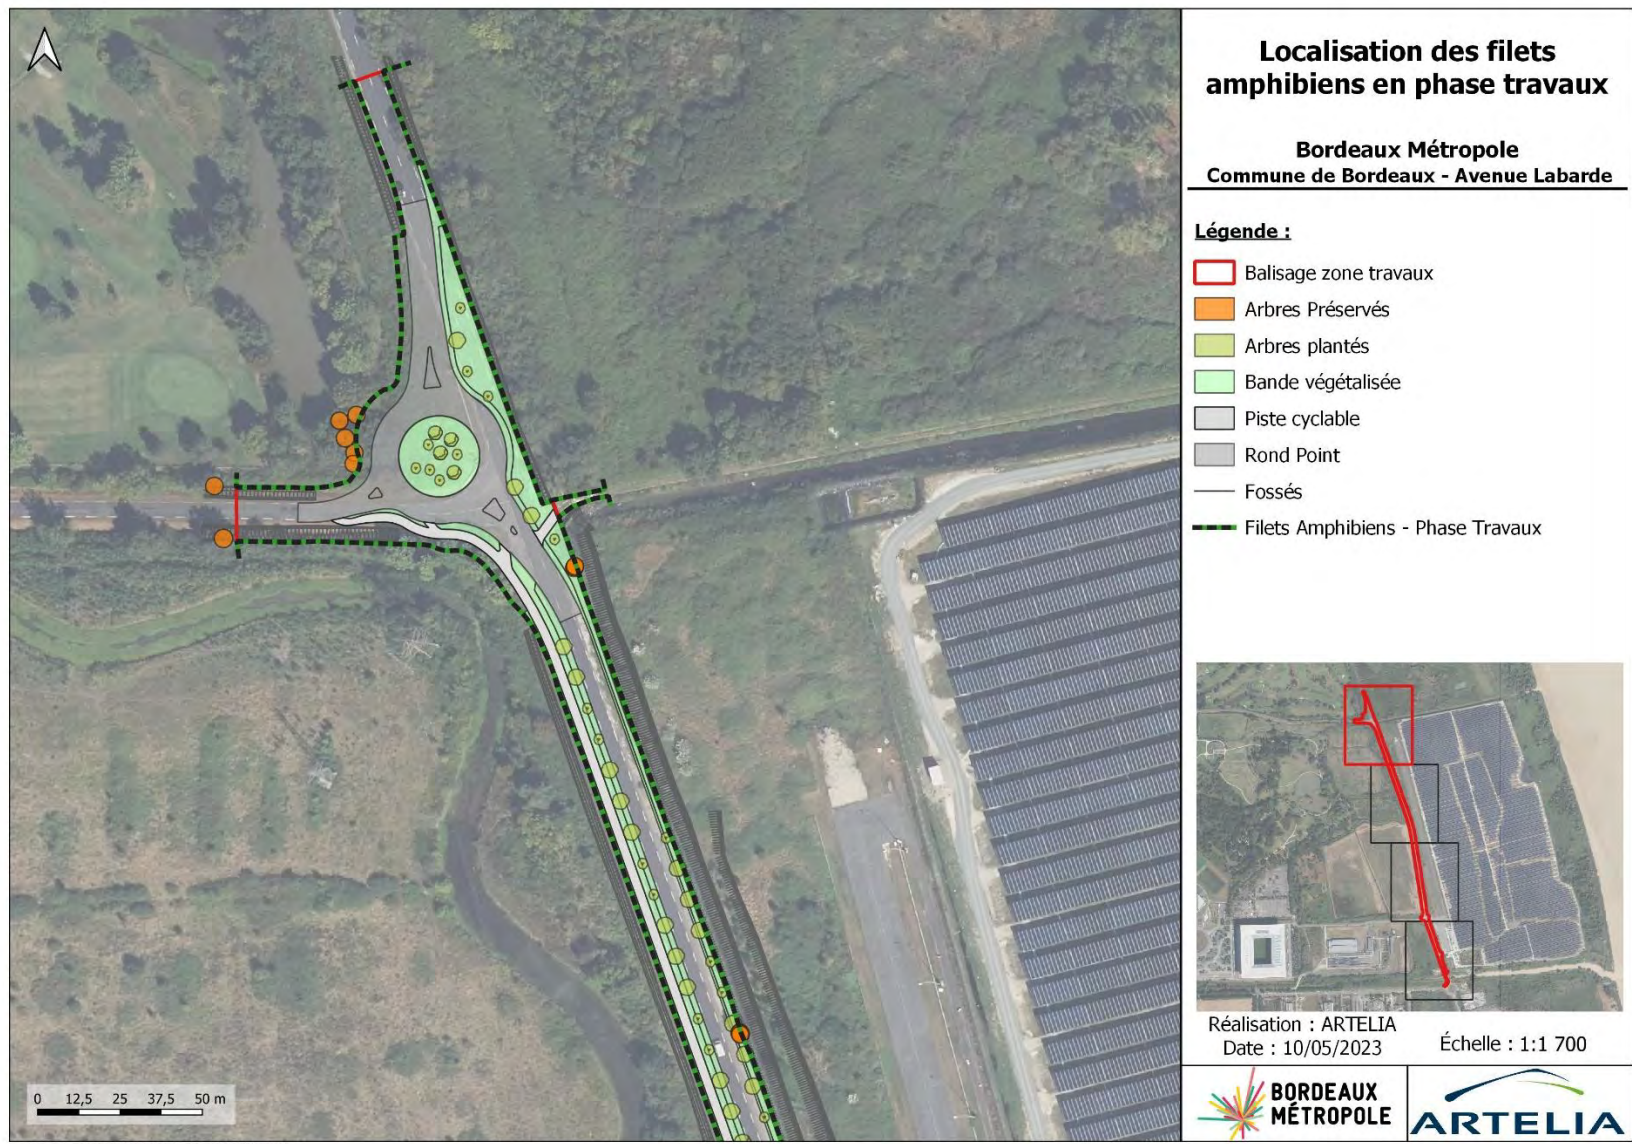 Localisation des filets
amphibiens en phase travaux
Bordeaux Métropole
Commune de Bordeaux - Avenue Labarde
Légende :
Balisage zone travaux
Arbres Préservés
Arbres plantés
Bande végétalisée
Piste cyclable
Rond Point
Fossés
Filets Amphibiens - Phase Travaux
Réalisation : ARTELIA
Date : 10/05/2023
Échelle : 1:1 700
0 12,5 25 37,5 50 m
BORDEAUX
MÉTROPOLE
ARTELIA